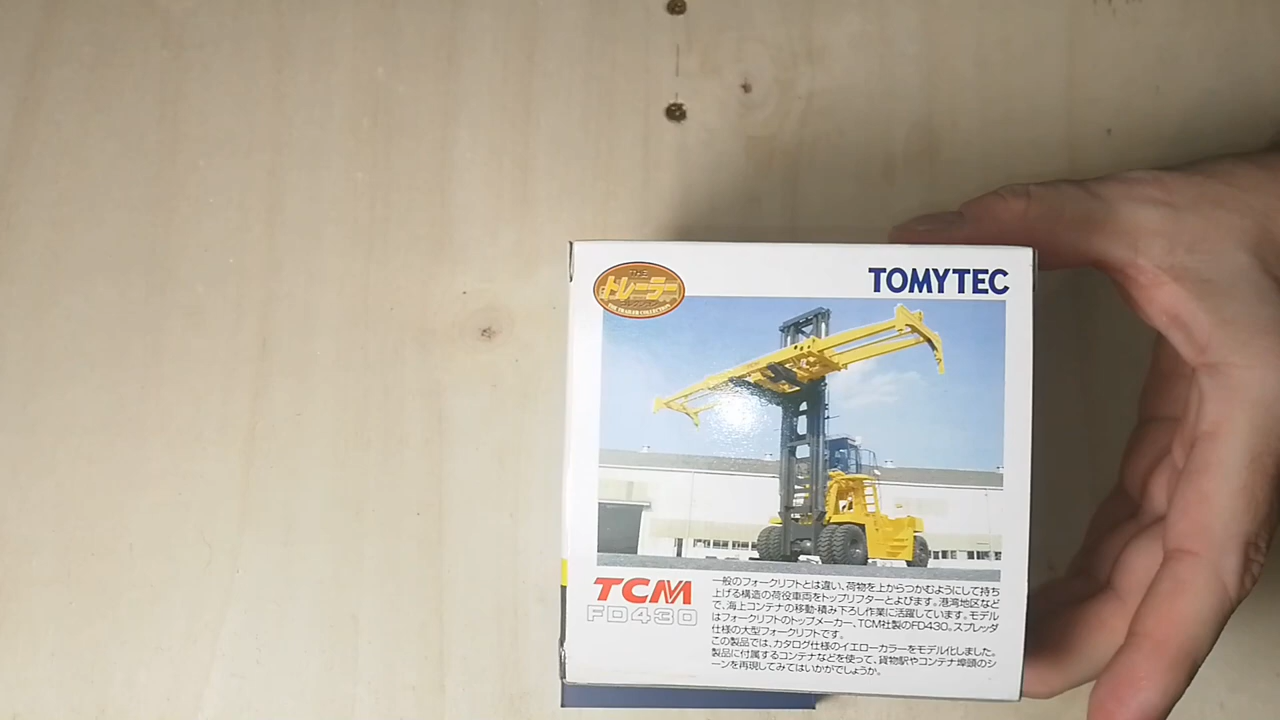 THE
トレーラー
THE TRAILER COLLECTION
TOMYTEC
TCM
FD430
一般のフォークリフトとは違い、荷物を上からつかむようにして持ち
上げる構造の荷役車両をトップリフターとよびます。港湾地区など
で、海上コンテナの移動・積み下ろし作業に活躍しています。モデル
はフォークリフトのトップメーカー、TCM社製のFD430。スプレッダ
仕様の大型フォークリフトです。
この製品では、カタログ仕様のイエローカラーをモデル化しました。
製品に付属するコンテナなどを使って、貨物駅やコンテナ埠頭のシ
ーンを再現してみてはいかがでしょうか。